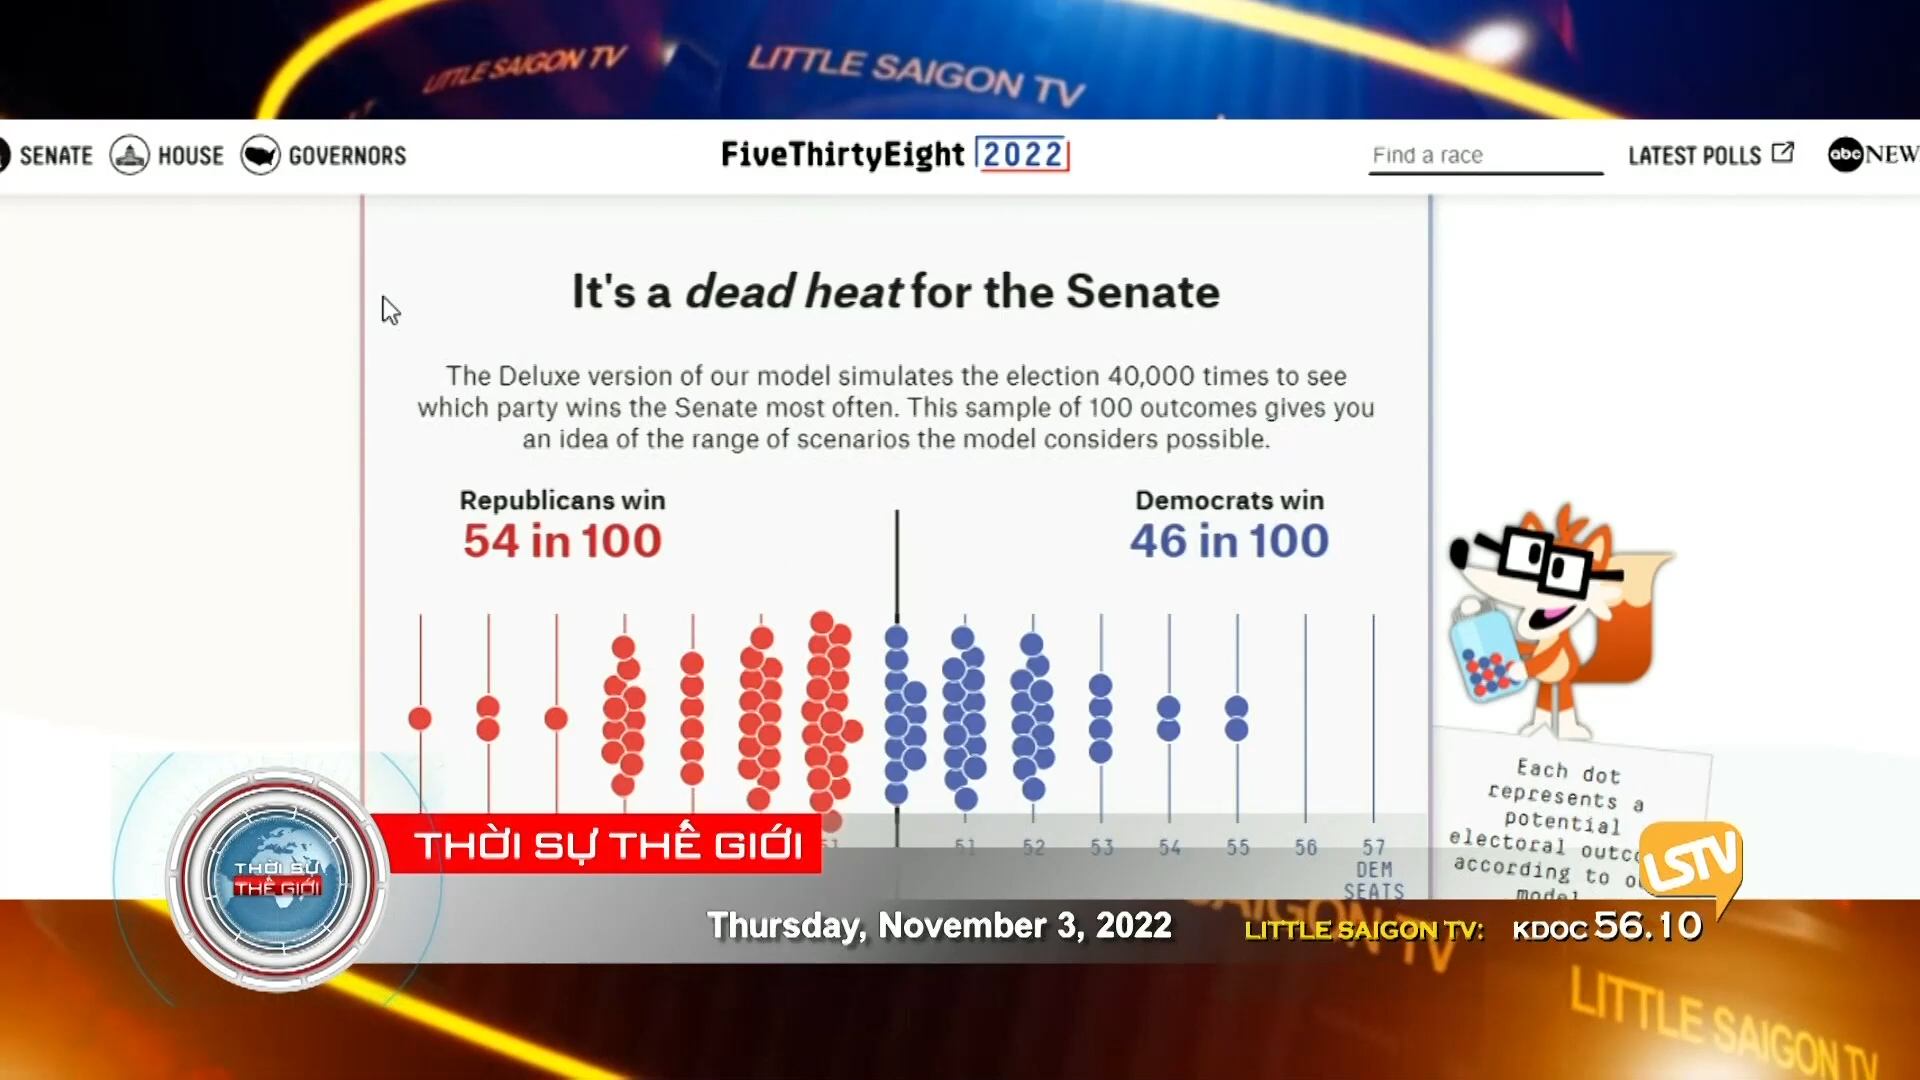 LITTLE SAIGON TV
LITTLE SAIGON TV
SENATE
HOUSE
GOVERNORS
FiveThirtyEight 2022
Find a race
LATEST POLLS
abc NEW
It's a dead heat for the Senate
The Deluxe version of our model simulates the election 40,000 times to see
which party wins the Senate most often. This sample of 100 outcomes gives you
an idea of the range of scenarios the model considers possible.
Republicans win
54 in 100
Democrats win
46 in 100
51 52 53 54 55 56 57
DEM
SEATS
Each dot
represents a
potential
electoral
according to
LSTV
THỜI SỰ THẾ GIỚI
THỜI SỰ
THẾ GIỚI
Thursday, November 3, 2022
LITTLE SAIGON TV: KDOC 56.10
SAIGON TV
LITTLE SAIGON TV